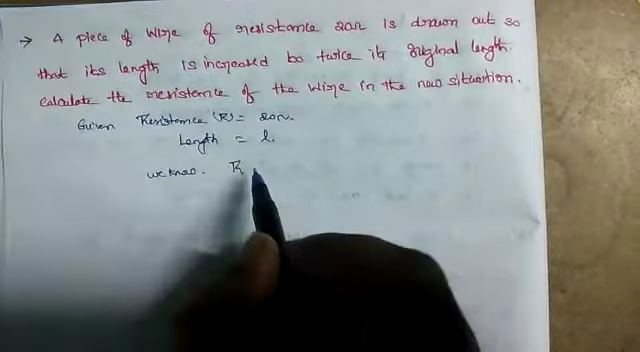 → A piece of wire of resistance 20Ω is drawn out so
that its length is increased to twice its original length.
calculate the resistance of the wire in the new situation.
Given Resistance (R) = 20Ω.
Length = l.
we know. R